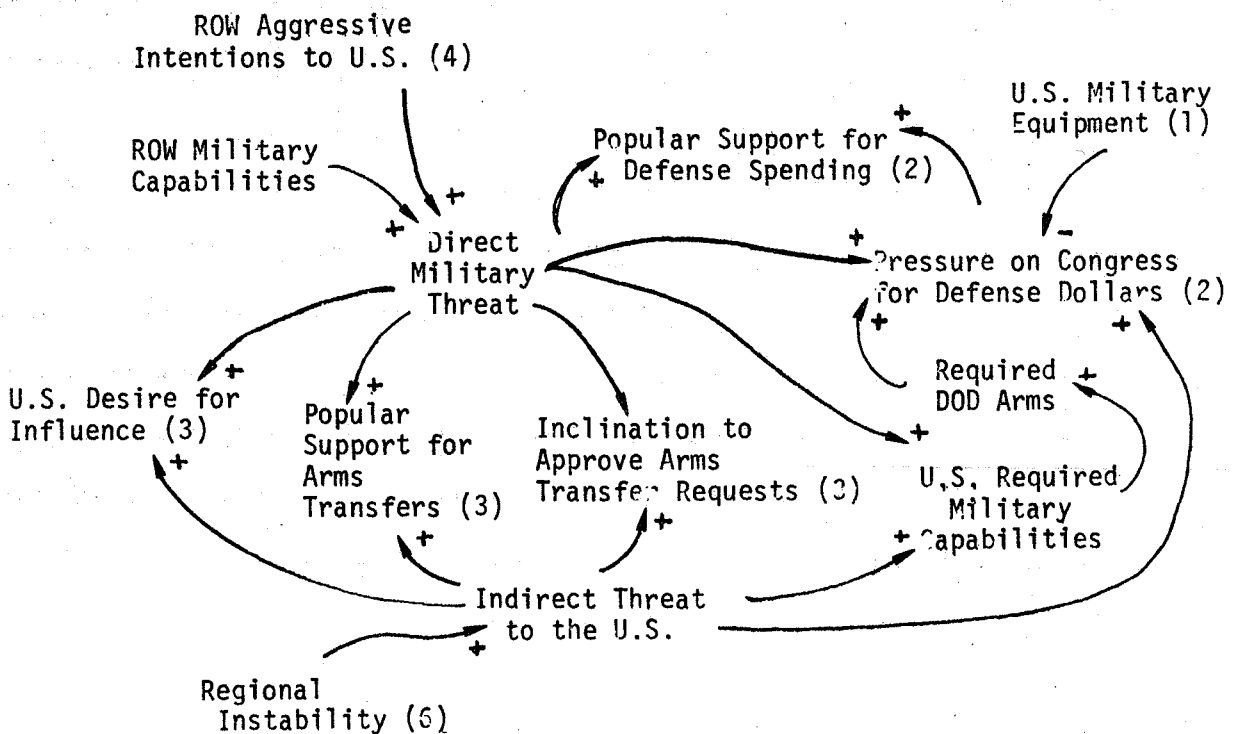 ROW Aggressive
Intentions to U.S. (4)
U.S. Military
Equipment (1)
ROW Military
Capabilities
Popular Support for
Defense Spending (2)
+
+
+
+
Direct
Military
Threat
+
-
Pressure on Congress
for Defense Dollars (2)
+
+
U.S. Desire for
Influence (3)
+
+
Popular
Support for
Arms
Transfers (3)
+
+
Inclination to
Approve Arms
Transfer Requests (3)
+
Required
DOD Arms
+
+
U.S. Required
Military
Capabilities
+
Indirect Threat
to the U.S.
+
Regional
Instability